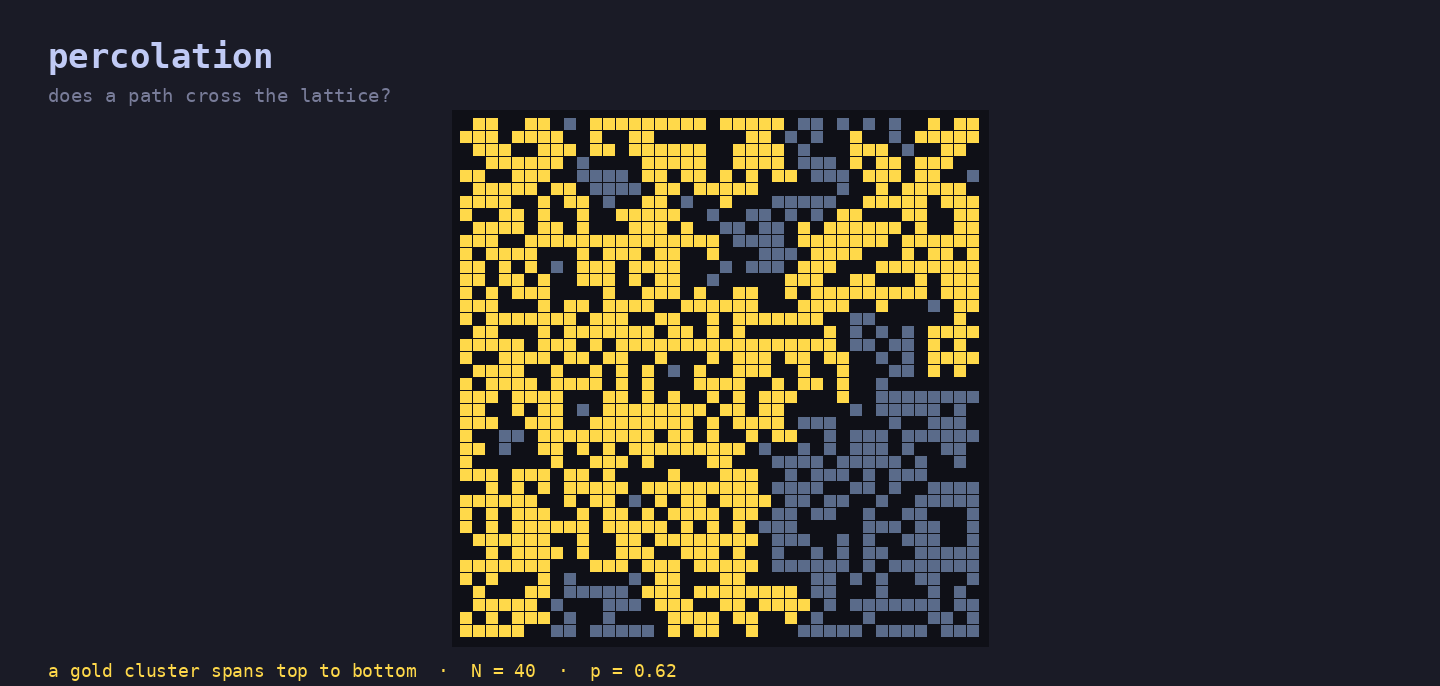 percolation
does a path cross the lattice?
a gold cluster spans top to bottom · N = 40 · p = 0.62